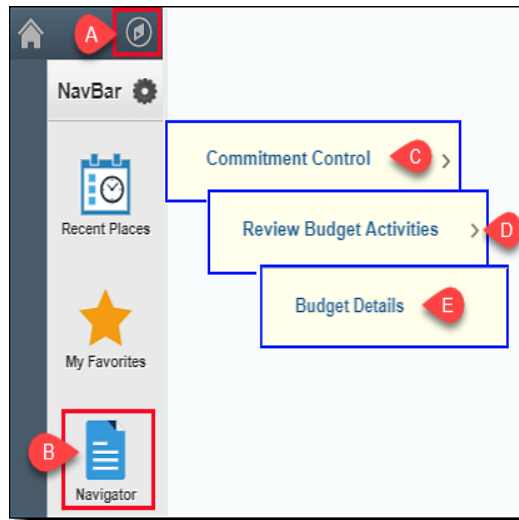 A
NavBar
Commitment Control C
Recent Places
Review Budget Activities D
Budget Details E
My Favorites
B
Navigator